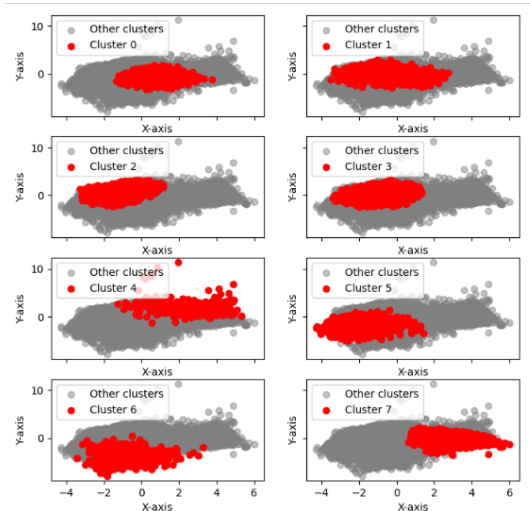 10
0
Y-axis
Other clusters
Cluster 0
X-axis
Y-axis
Other clusters
Cluster 1
X-axis
10
0
Y-axis
Other clusters
Cluster 2
X-axis
Y-axis
Other clusters
Cluster 3
X-axis
10
0
Y-axis
Other clusters
Cluster 4
X-axis
Y-axis
Other clusters
Cluster 5
X-axis
10
0
Y-axis
Other clusters
Cluster 6
−4 −2 0 2 4 6
X-axis
Y-axis
Other clusters
Cluster 7
−4 −2 0 2 4 6
X-axis